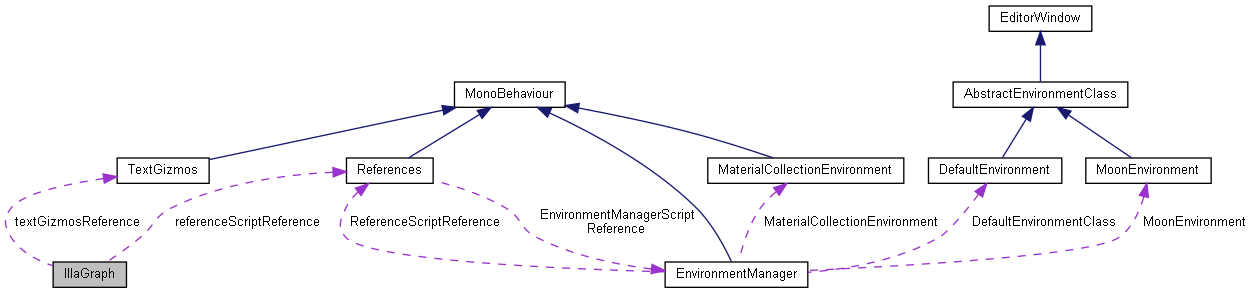 EditorWindow
MonoBehaviour
AbstractEnvironmentClass
TextGizmos
References
MaterialCollectionEnvironment
DefaultEnvironment
MoonEnvironment
textGizmosReference
referenceScriptReference
ReferenceScriptReference
EnvironmentManagerScript
Reference
MaterialCollectionEnvironment
DefaultEnvironmentClass
MoonEnvironment
IllaGraph
EnvironmentManager